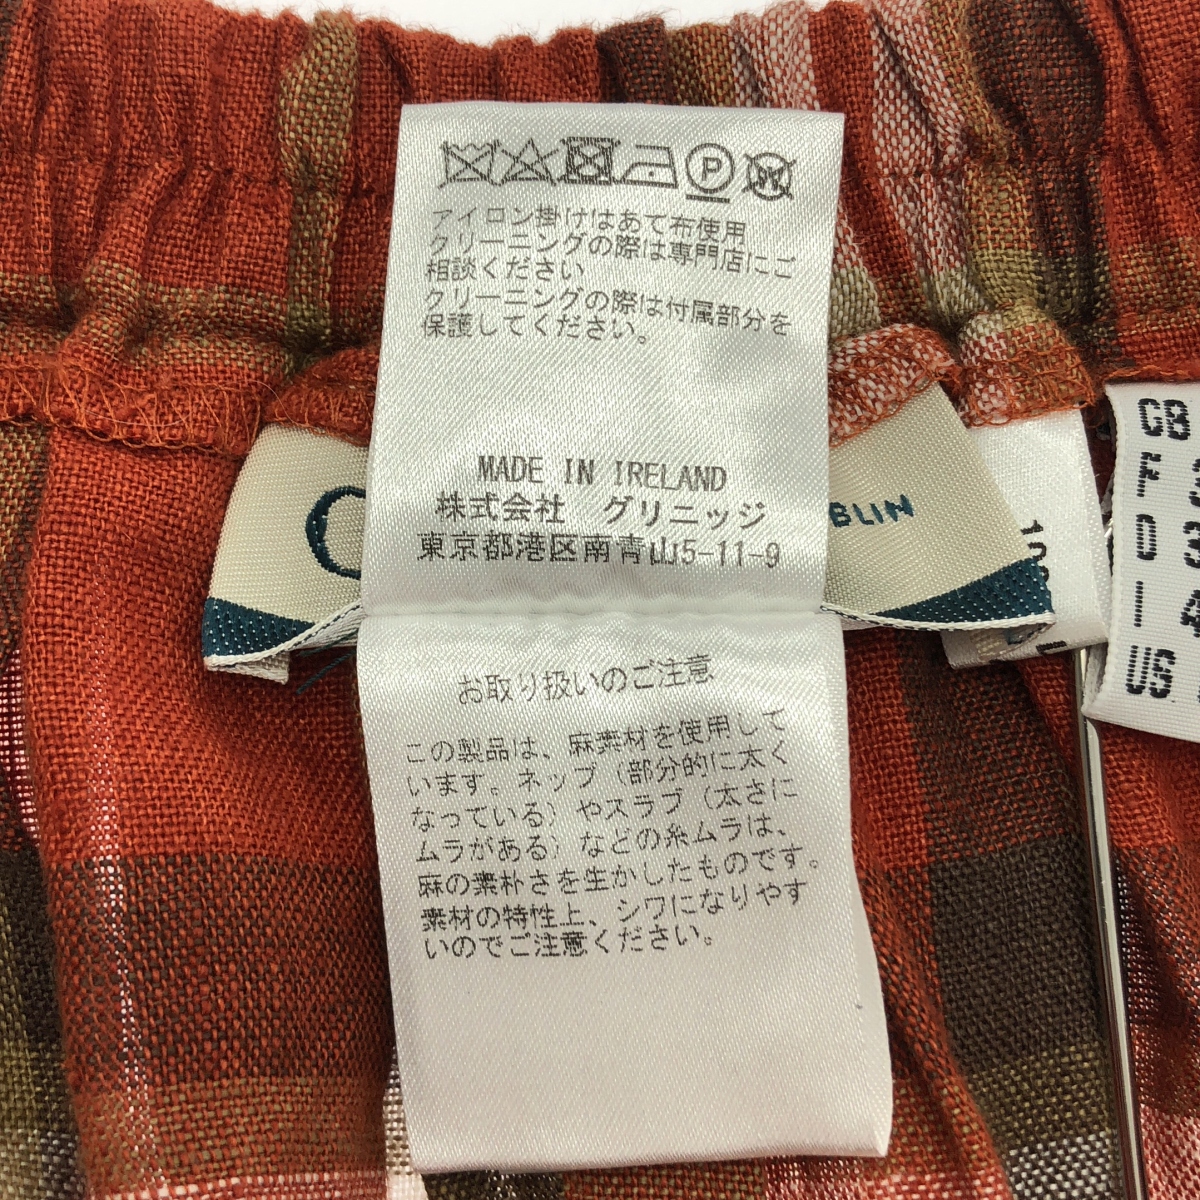 P
W
アイロン掛けはあて布使用
クリーニングの際は専門店にご
相談ください
クリーニングの際は付属部分を
保護してください。
MADE IN IRELAND
株式会社 グリニッジ
東京都港区南青山5-11-9
お取り扱いのご注意
この製品は、麻素材を使用して
います。ネップ（部分的に太く
なっている）やスラブ（太さに
ムラがある）などの糸ムラは、
麻の素朴さを生かしたものです。
素材の特性上、シワになりやす
いのでご注意ください。
BLIN
GB
F
D
I
US